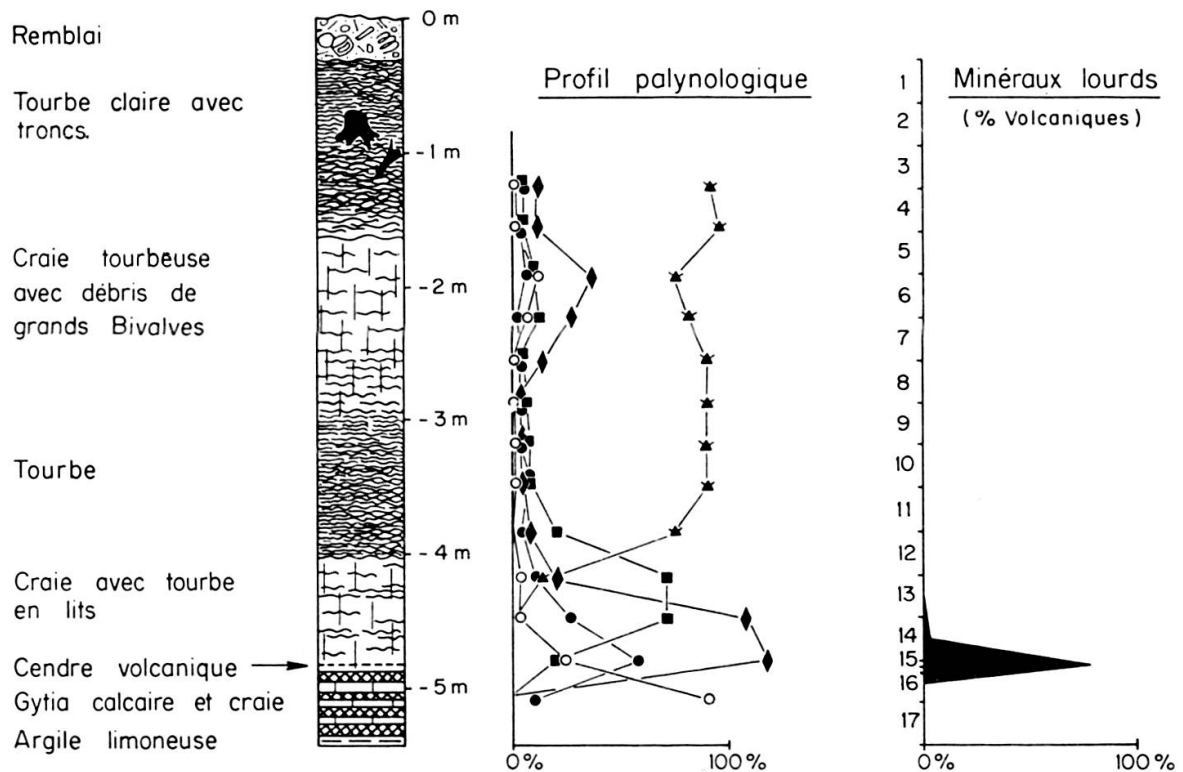 Remblai
Tourbe claire avec
troncs.
Craie tourbeuse
avec débris de
grands Bivalves
Tourbe
Craie avec tourbe
en lits
Cendre volcanique
Gytia calcaire et craie
Argile limoneuse
0 m
-1 m
-2 m
-3 m
-4 m
-5 m
Profil palynologique
0%
100%
1
2
3
4
5
6
7
8
9
10
11
12
13
14
15
16
17
Minéraux lourds
(% Volcaniques)
0%
100%